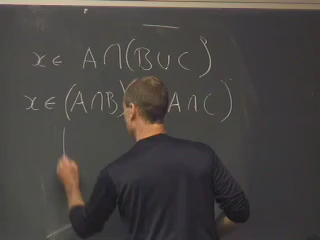 x ∈ A ∩ (B ∪ C)
x ∈ (A ∩ B) A ∩ C)